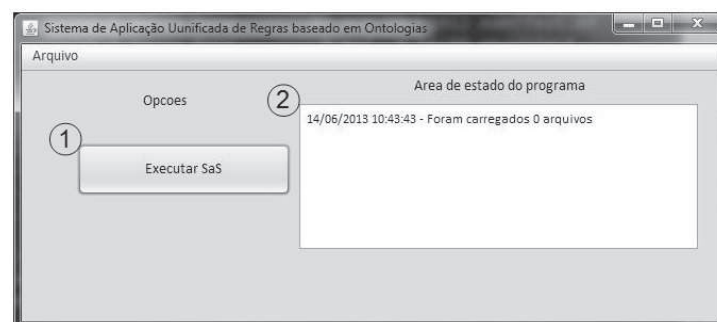 Sistema de Aplicação Uunificada de Regras baseado em Ontologias
Arquivo
Opcoes
Area de estado do programa
1
2
14/06/2013 10:43:43 - Foram carregados 0 arquivos
Executar SaS